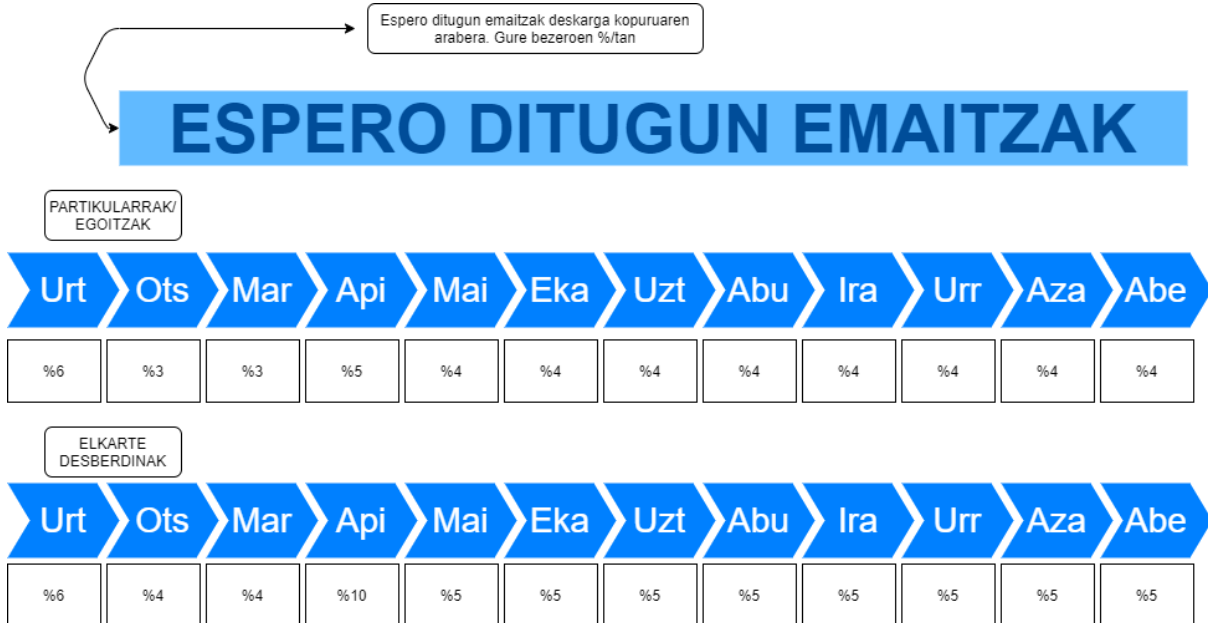 Espero ditugun emaitzak deskarga kopuruaren
arabera. Gure bezeroen %/tan
ESPERO DITUGUN EMAITZAK
PARTIKULARRAK/
EGOITZAK
Urt Ots Mar Api Mai Eka Uzt Abu Ira Urr Aza Abe
%6 %3 %3 %5 %4 %4 %4 %4 %4 %4 %4 %4
ELKARTE
DESBERDINAK
Urt Ots Mar Api Mai Eka Uzt Abu Ira Urr Aza Abe
%6 %4 %4 %10 %5 %5 %5 %5 %5 %5 %5 %5